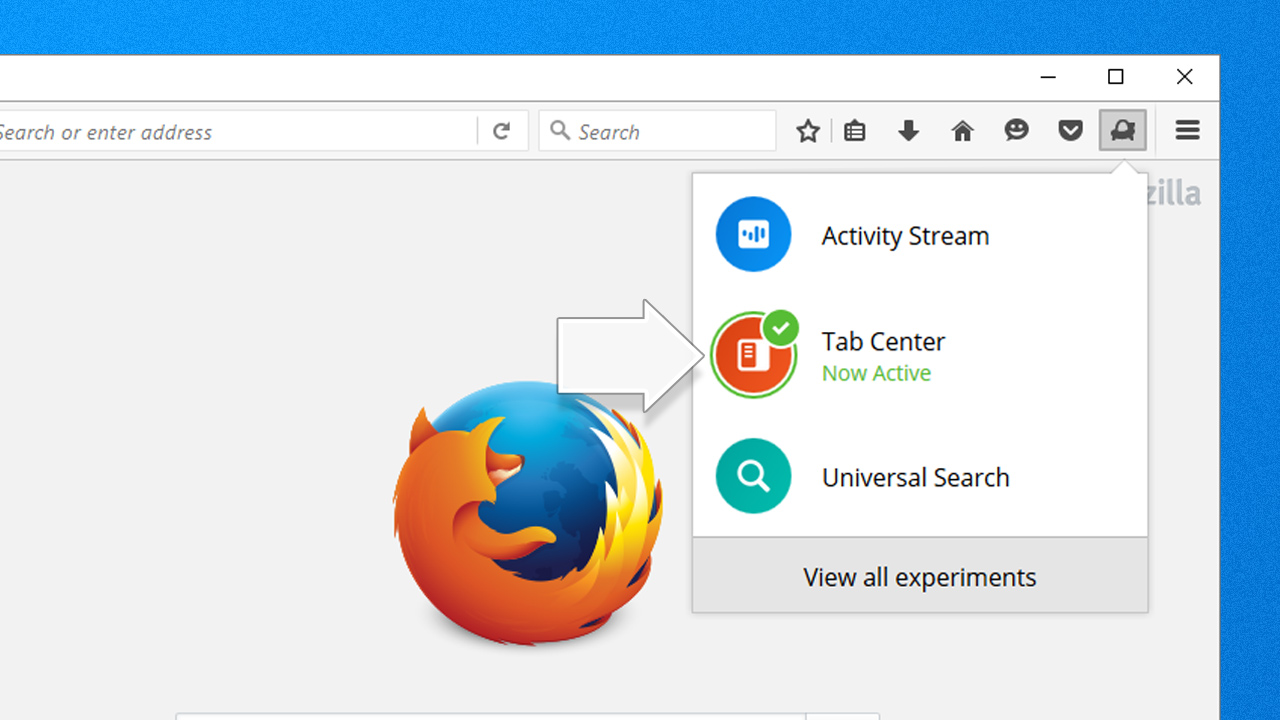 Search or enter address
Search
zilla
Activity Stream
Tab Center
Now Active
Universal Search
View all experiments